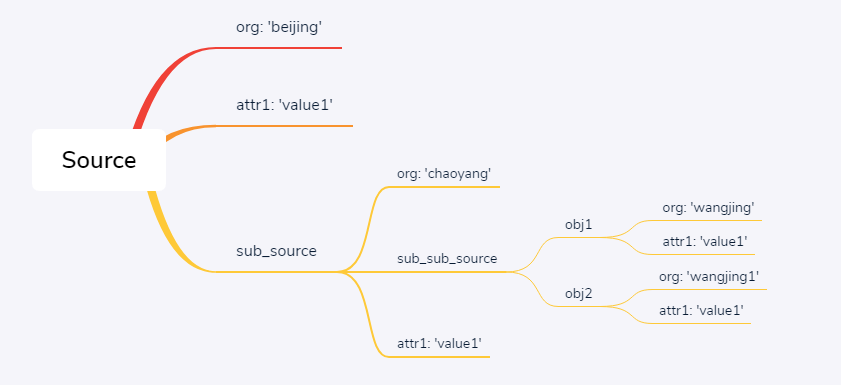 Source
org: 'beijing'
attr1: 'value1'
sub_source
org: 'chaoyang'
sub_sub_source
obj1
org: 'wangjing'
attr1: 'value1'
obj2
org: 'wangjing1'
attr1: 'value1'
attr1: 'value1'